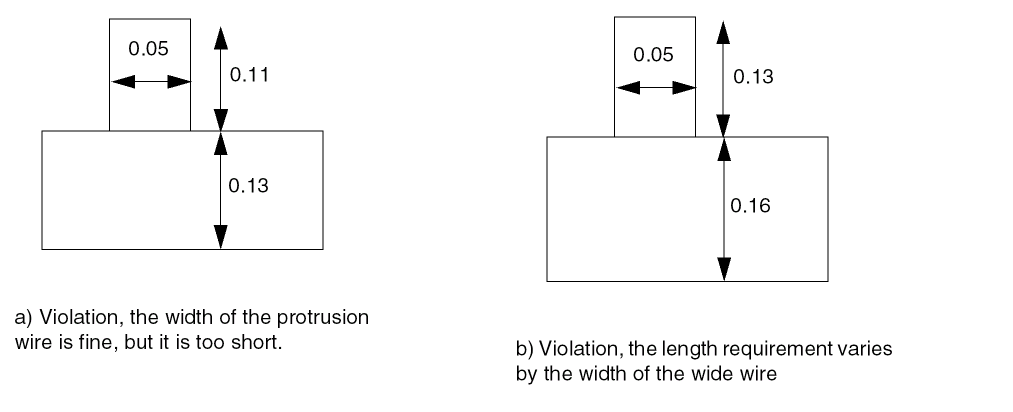 0.05
0.11
0.13
a) Violation, the width of the protrusion
wire is fine, but it is too short.
0.05
0.13
0.16
b) Violation, the length requirement varies
by the width of the wide wire